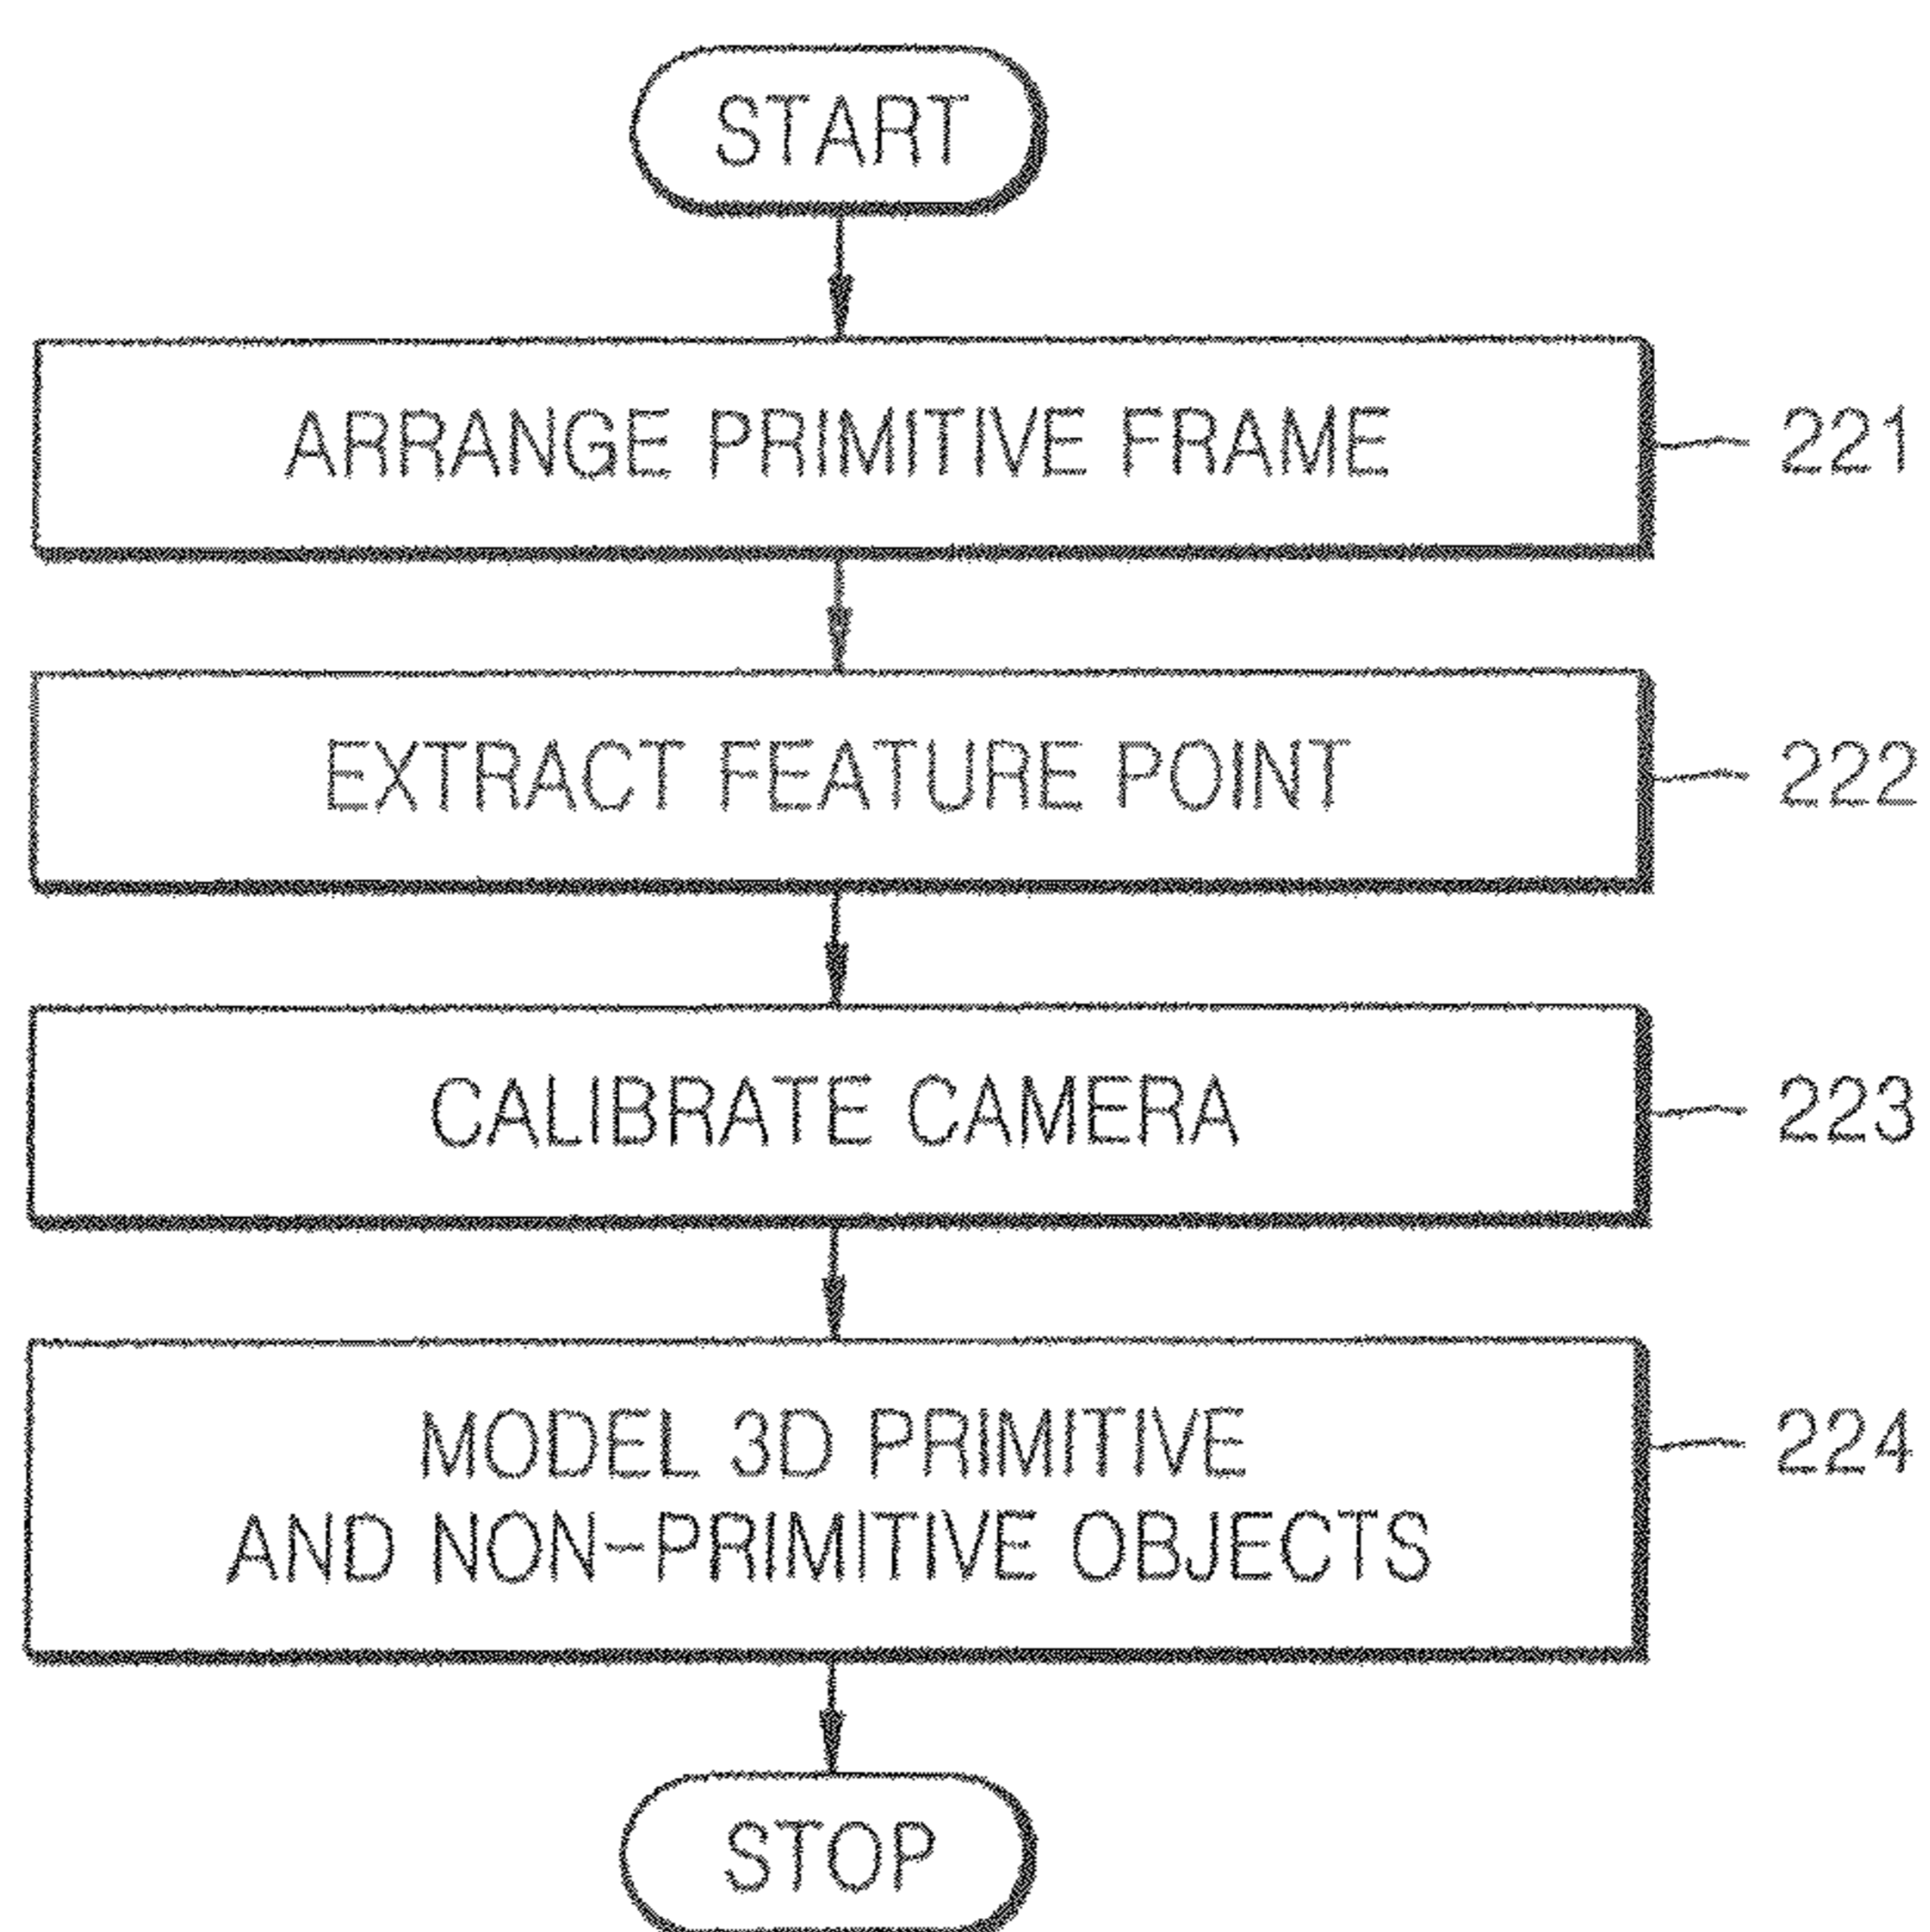 START
ARRANGE PRIMITIVE FRAME 221
EXTRACT FEATURE POINT 222
CALIBRATE CAMERA 223
MODEL 3D PRIMITIVE 224
AND NON-PRIMITIVE OBJECTS
STOP